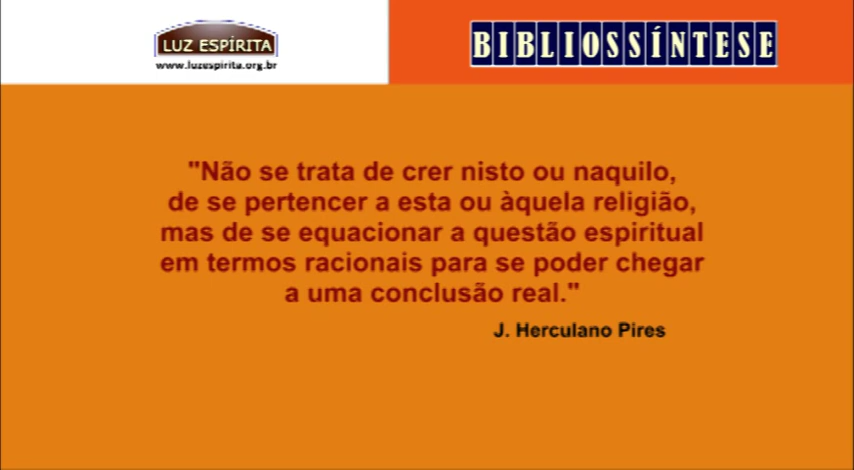 LUZ ESPÍRITA
www.luzespirita.org.br
BIBLIOSSÍNTESE
"Não se trata de crer nisto ou naquilo,
de se pertencer a esta ou àquela religião,
mas de se equacionar a questão espiritual
em termos racionais para se poder chegar
a uma conclusão real."
J. Herculano Pires